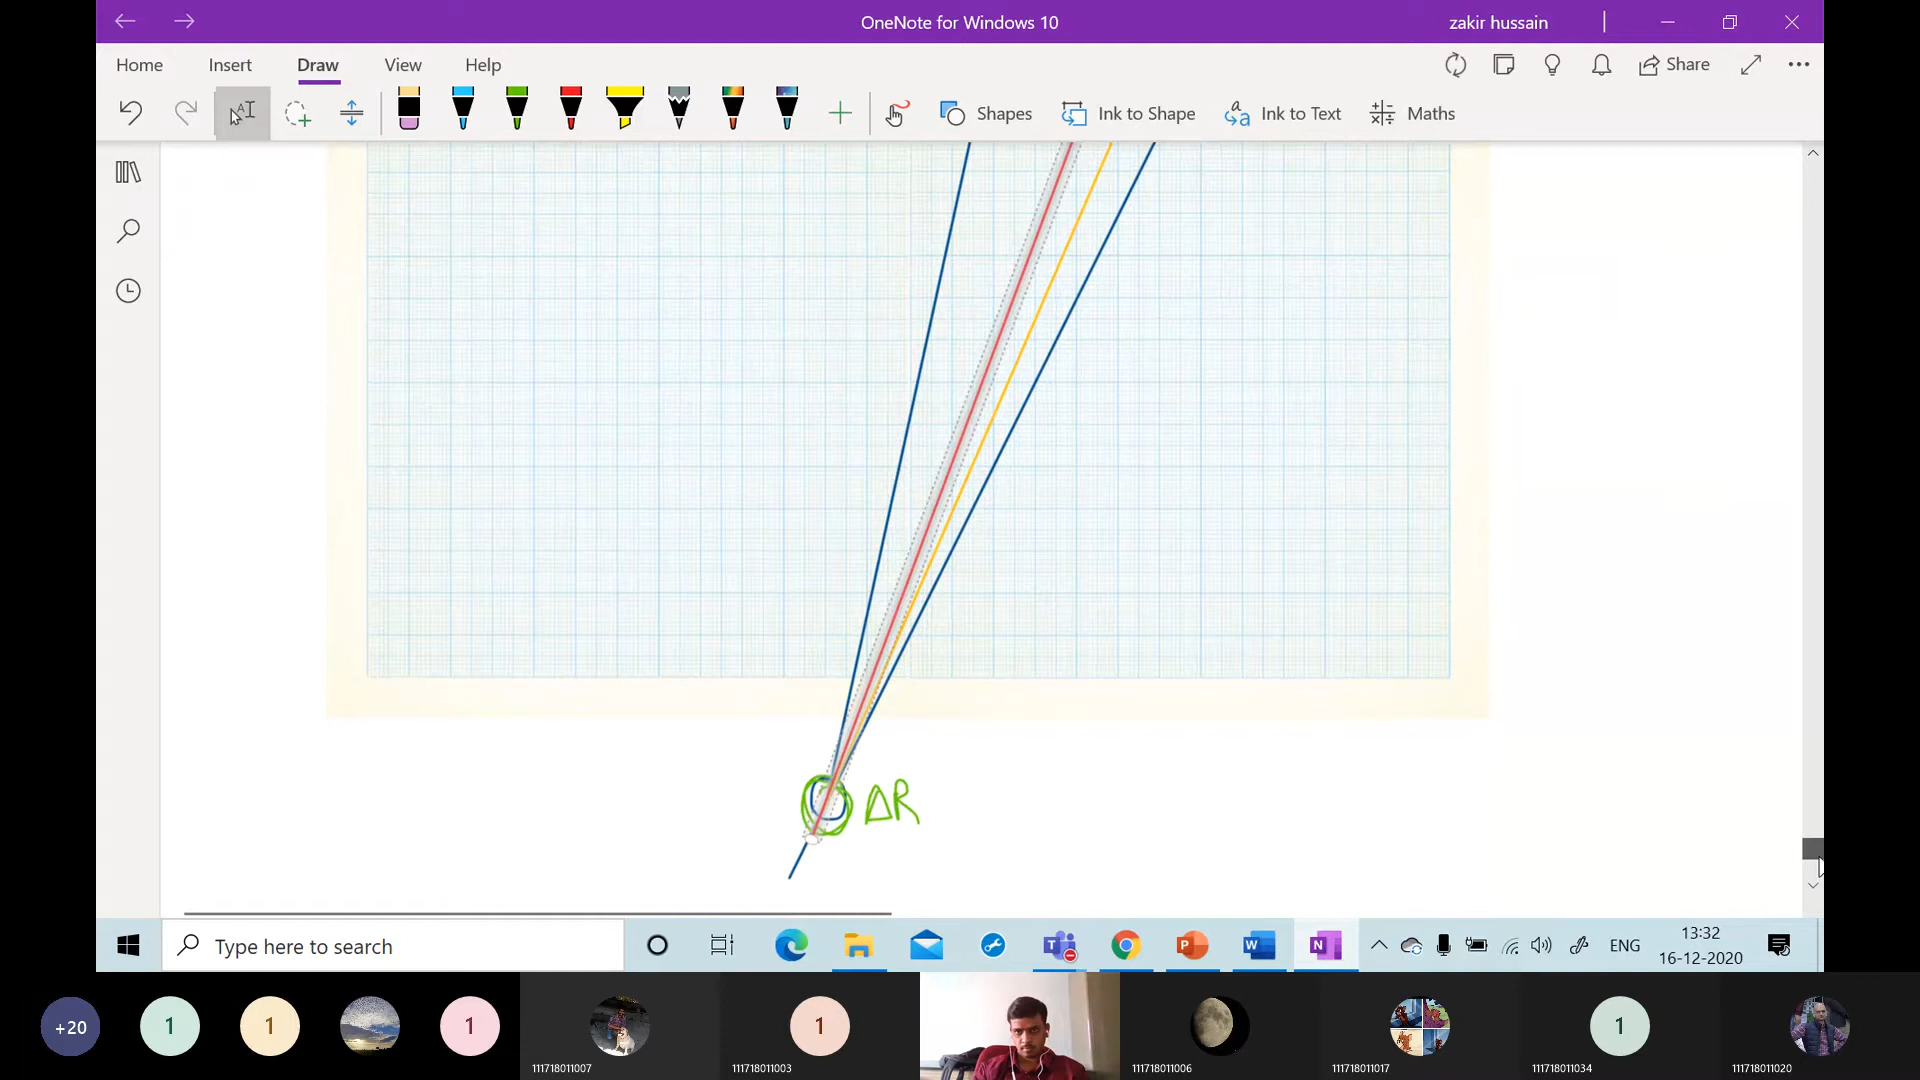 OneNote for Windows 10
zakir hussain
Home Insert Draw View Help
Share
Shapes Ink to Shape Ink to Text Maths
ΔR
Type here to search
ENG
13:32
16-12-2020
+20 1 1 1 1 1
111718011007 111718011003 111718011006 111718011017 111718011034 111718011020